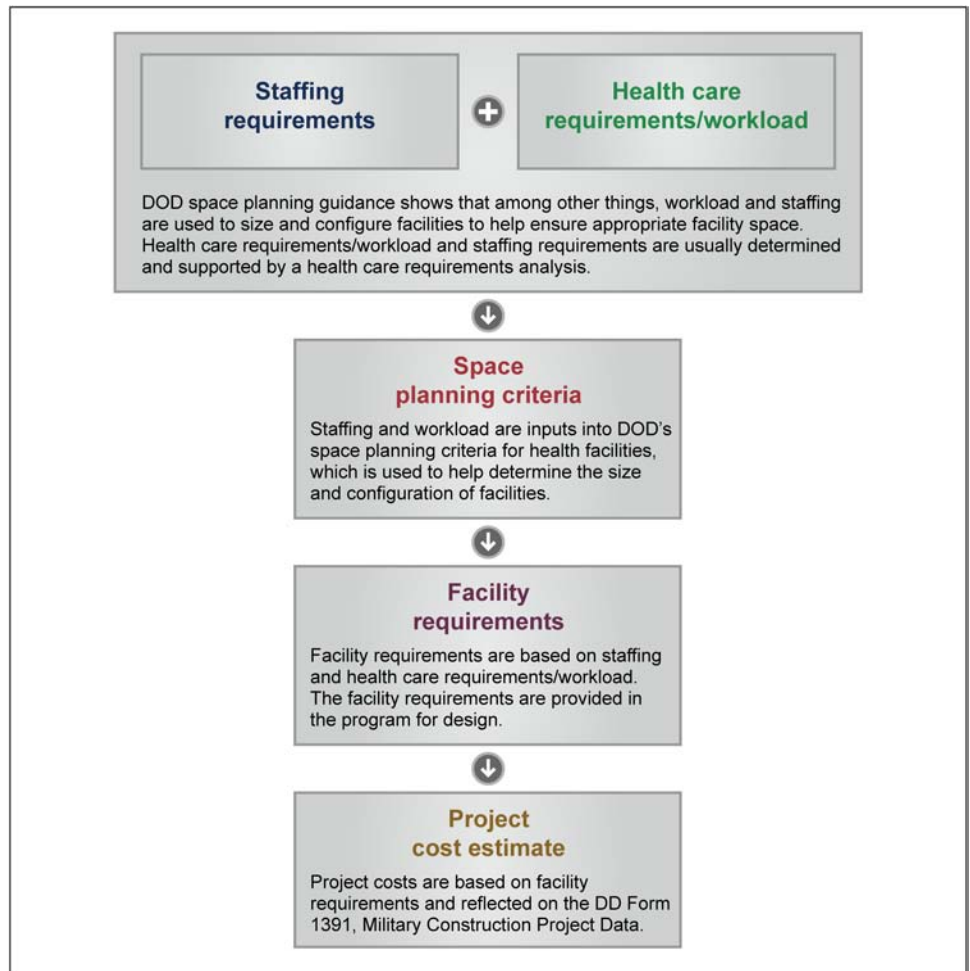 Staffing
requirements
Health care
requirements/workload
DOD space planning guidance shows that among other things, workload and staffing
are used to size and configure facilities to help ensure appropriate facility space.
Health care requirements/workload and staffing requirements are usually determined
and supported by a health care requirements analysis.
Space
planning criteria
Staffing and workload are inputs into DOD's
space planning criteria for health facilities,
which is used to help determine the size
and configuration of facilities.
Facility
requirements
Facility requirements are based on staffing
and health care requirements/workload.
The facility requirements are provided in
the program for design.
Project
cost estimate
Project costs are based on facility
requirements and reflected on the DD Form
1391, Military Construction Project Data.